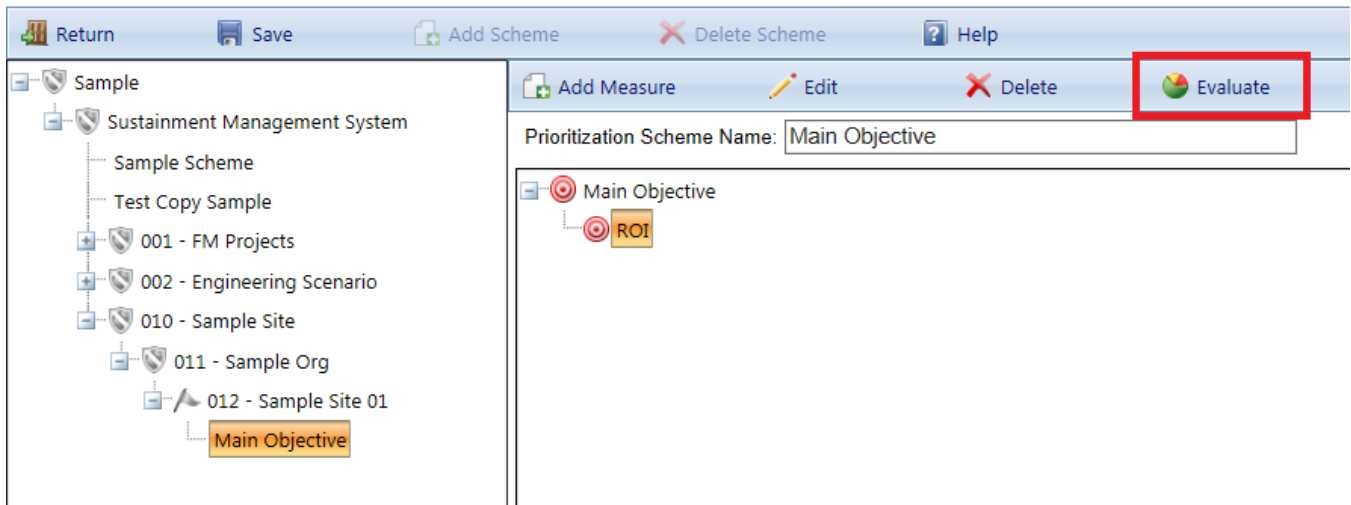 Return Save Add Scheme Delete Scheme Help
Sample
Sustainment Management System
Sample Scheme
Test Copy Sample
001 - FM Projects
002 - Engineering Scenario
010 - Sample Site
011 - Sample Org
012 - Sample Site 01
Main Objective
Add Measure Edit Delete Evaluate
Prioritization Scheme Name: Main Objective
Main Objective
ROI